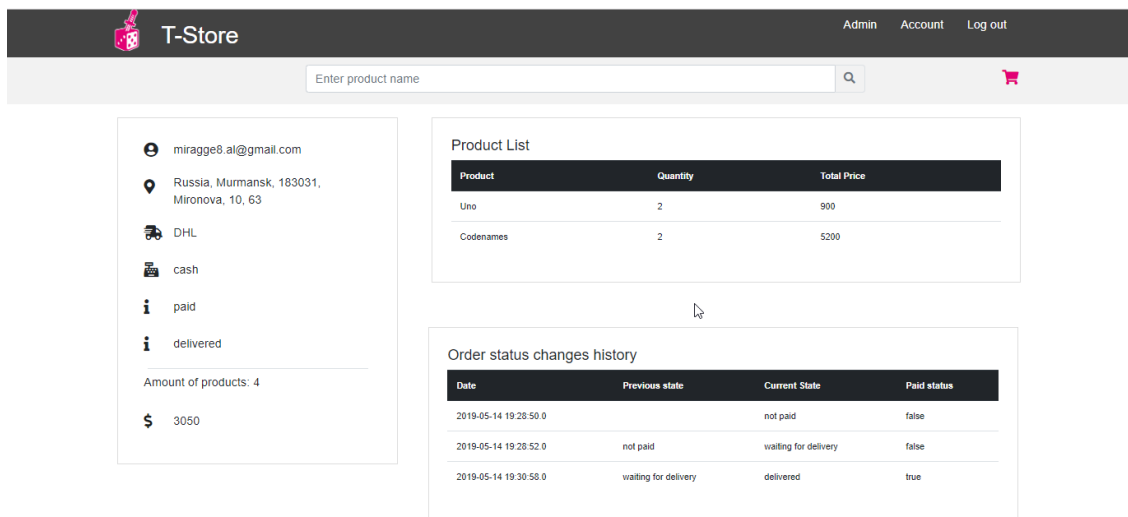 T-Store
Admin Account Log out
Enter product name
miragge8.al@gmail.com
Russia, Murmansk, 183031,
Mironova, 10, 63
DHL
cash
paid
delivered
Amount of products: 4
3050
Product List
Product Quantity Total Price
Uno 2 900
Codenames 2 5200
Order status changes history
Date Previous state Current State Paid status
2019-05-14 19:28:50.0 not paid false
2019-05-14 19:28:52.0 not paid waiting for delivery false
2019-05-14 19:30:58.0 waiting for delivery delivered true